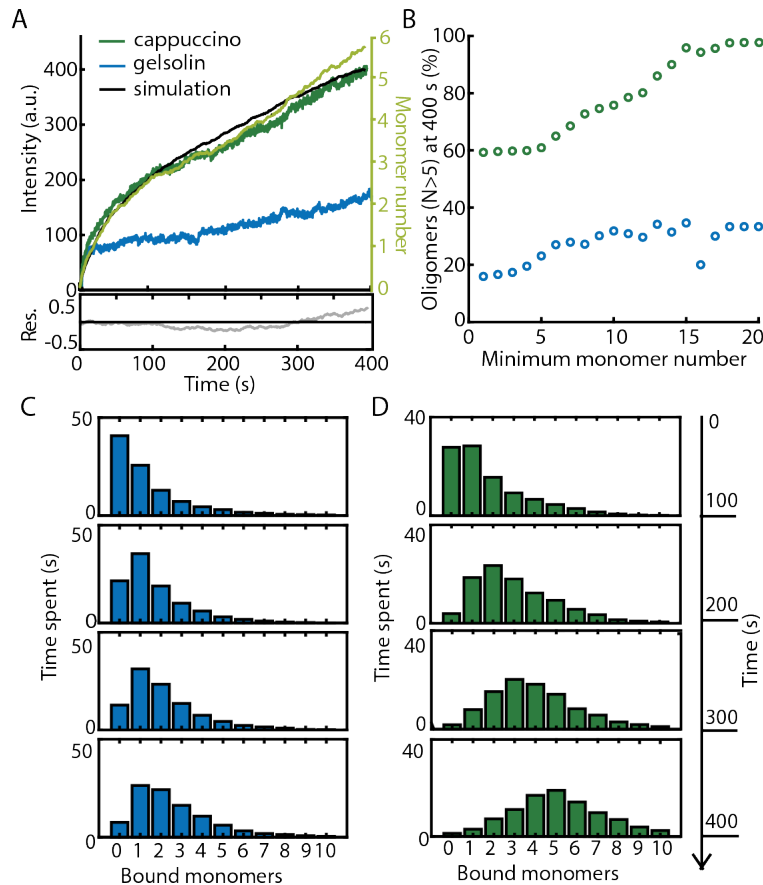 A
cappuccino
gelsolin
simulation
Intensity (a.u.)
400
300
200
100
0
Monomer number
6
5
4
3
2
1
0
Res.
0.5
-0.5
0 100 200 300 400
Time (s)
B
Oligomers (N>5) at 400 s (%)
100
80
60
40
20
0
0 5 10 15 20
Minimum monomer number
C
Time spent (s)
50
0
50
0
50
0
50
0
0 1 2 3 4 5 6 7 8 9 10
Bound monomers
D
Time spent (s)
40
0
40
0
40
0
40
0
0 1 2 3 4 5 6 7 8 9 10
Bound monomers
0
100
200
300
400
Time (s)